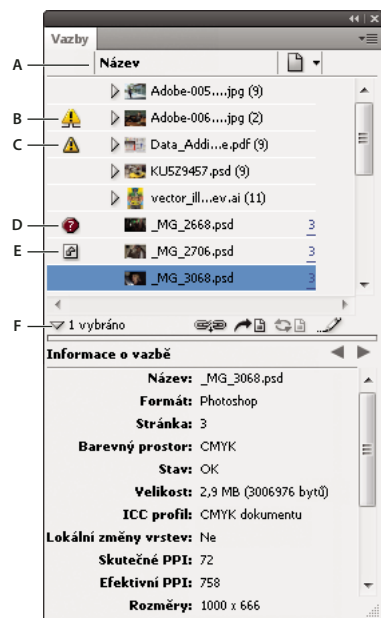 Vazby
A
Název
Adobe-005....jpg (9)
B
Adobe-006....jpg (2)
C
Data_Addi...e.pdf (9)
KU5Z9457.psd (9)
vector_ill...ev.ai (11)
D
_MG_2668.psd 3
E
_MG_2706.psd 3
_MG_3068.psd 3
F
1 vybráno
Informace o vazbě
Název: _MG_3068.psd
Formát: Photoshop
Stránka: 3
Barevný prostor: CMYK
Stav: OK
Velikost: 2,9 MB (3006976 bytů)
ICC profil: CMYK dokumentu
Lokální změny vrstev: Ne
Skutečné PPI: 72
Efektivní PPI: 758
Rozměry: 1000 x 666